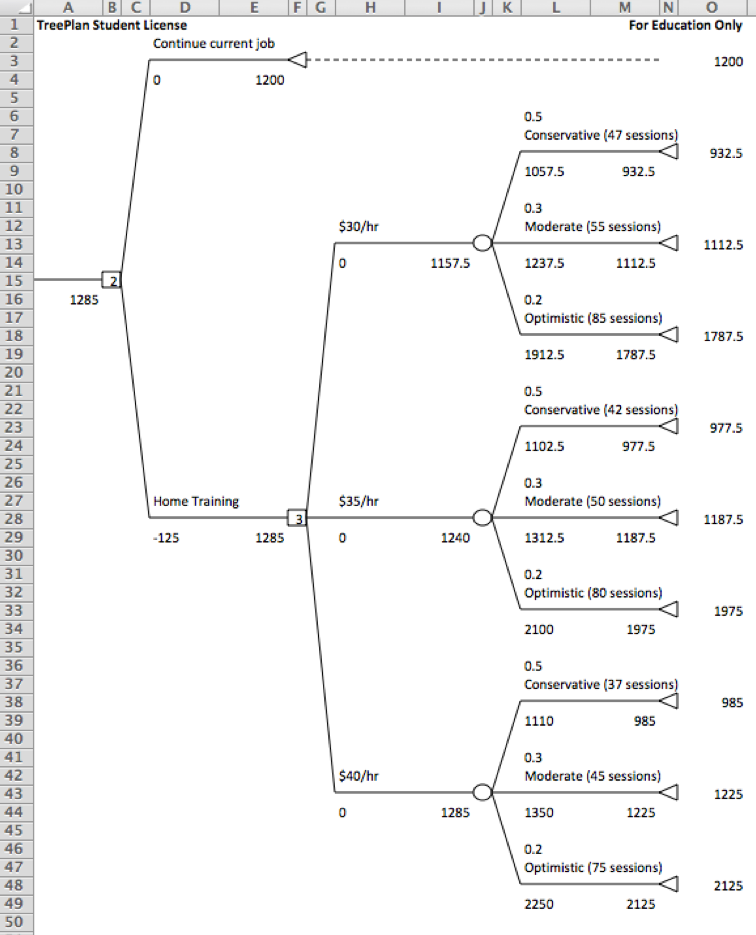 A B C D E F G H I J K L M N O
1 TreePlan Student License For Education Only
2 Continue current job
3 1200
4 0 1200
5
6 0.5
7 Conservative (47 sessions)
8 932.5
9 1057.5 932.5
10
11 0.3
12 $30/hr Moderate (55 sessions)
13 1112.5
14 0 1157.5 1237.5 1112.5
15 2
16 1285 0.2
17 Optimistic (85 sessions)
18 1787.5
19 1912.5 1787.5
20
21 0.5
22 Conservative (42 sessions)
23 977.5
24 1102.5 977.5
25
26 0.3
27 Home Training $35/hr Moderate (50 sessions)
28 3 1187.5
29 -125 1285 0 1240 1312.5 1187.5
30
31 0.2
32 Optimistic (80 sessions)
33 1975
34 2100 1975
35
36 0.5
37 Conservative (37 sessions)
38 985
39 1110 985
40
41 0.3
42 $40/hr Moderate (45 sessions)
43 1225
44 0 1285 1350 1225
45
46 0.2
47 Optimistic (75 sessions)
48 2125
49 2250 2125
50